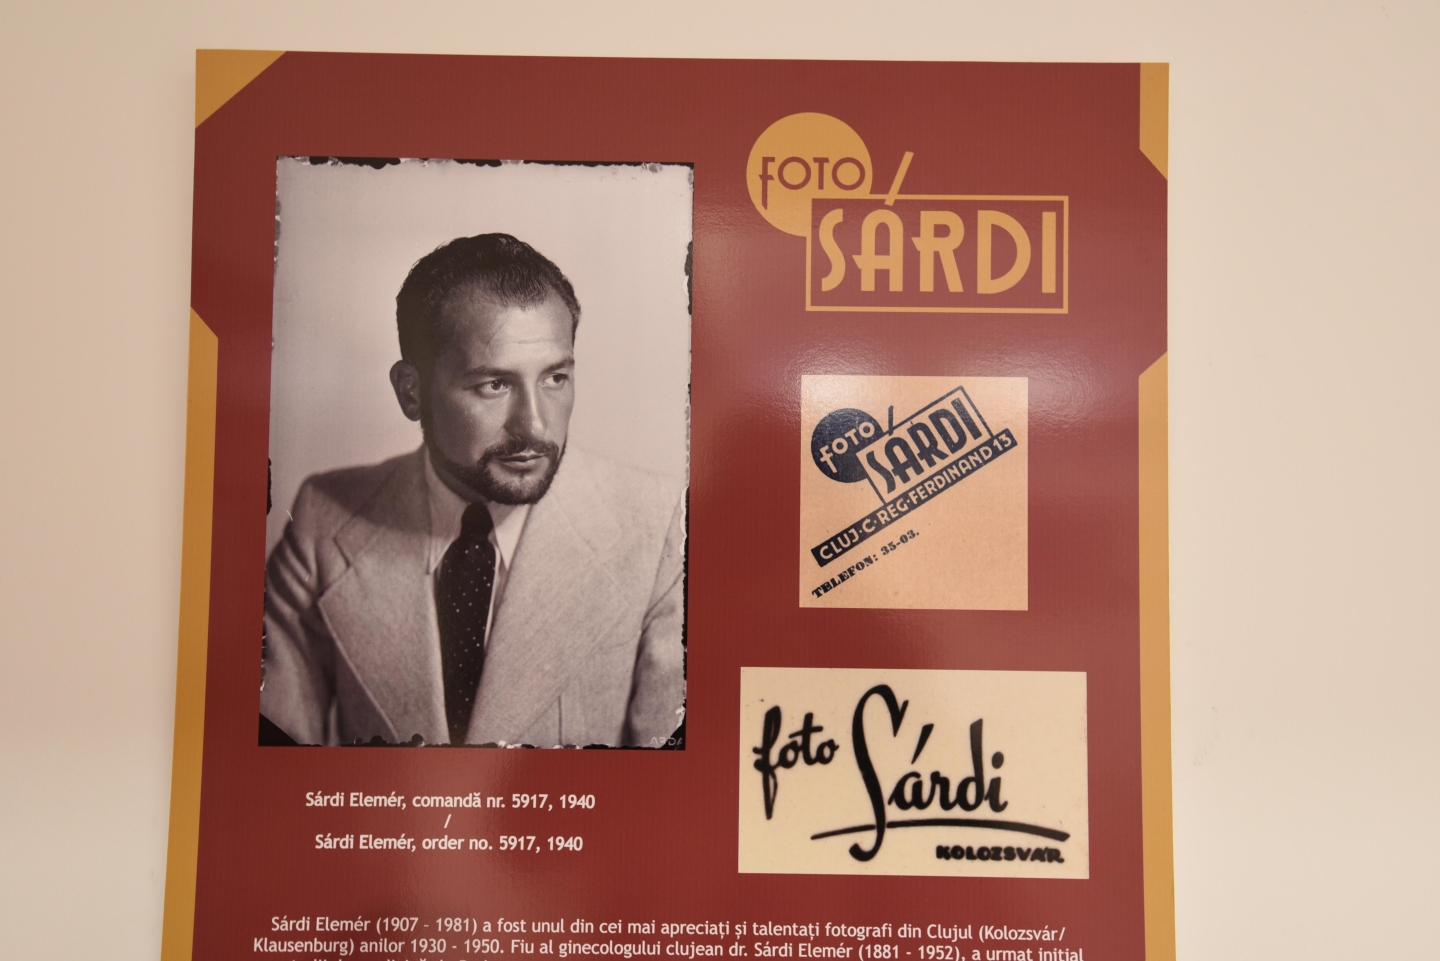 FOTO
SÁRDI
FOTO
SÁRDI
CLUJ·C·REG·FERDINAND 13
TELEFON: 35-03.
foto Sárdi
KOLOZSVÁR
Sárdi Elemér, comandă nr. 5917, 1940
/
Sárdi Elemér, order no. 5917, 1940
Sárdi Elemér (1907 - 1981) a fost unul din cei mai apreciați și talentați fotografi din Clujul (Kolozsvár/
Klausenburg) anilor 1930 - 1950. Fiu al ginecologului clujean dr. Sárdi Elemér (1881 - 1952), a urmat inițial